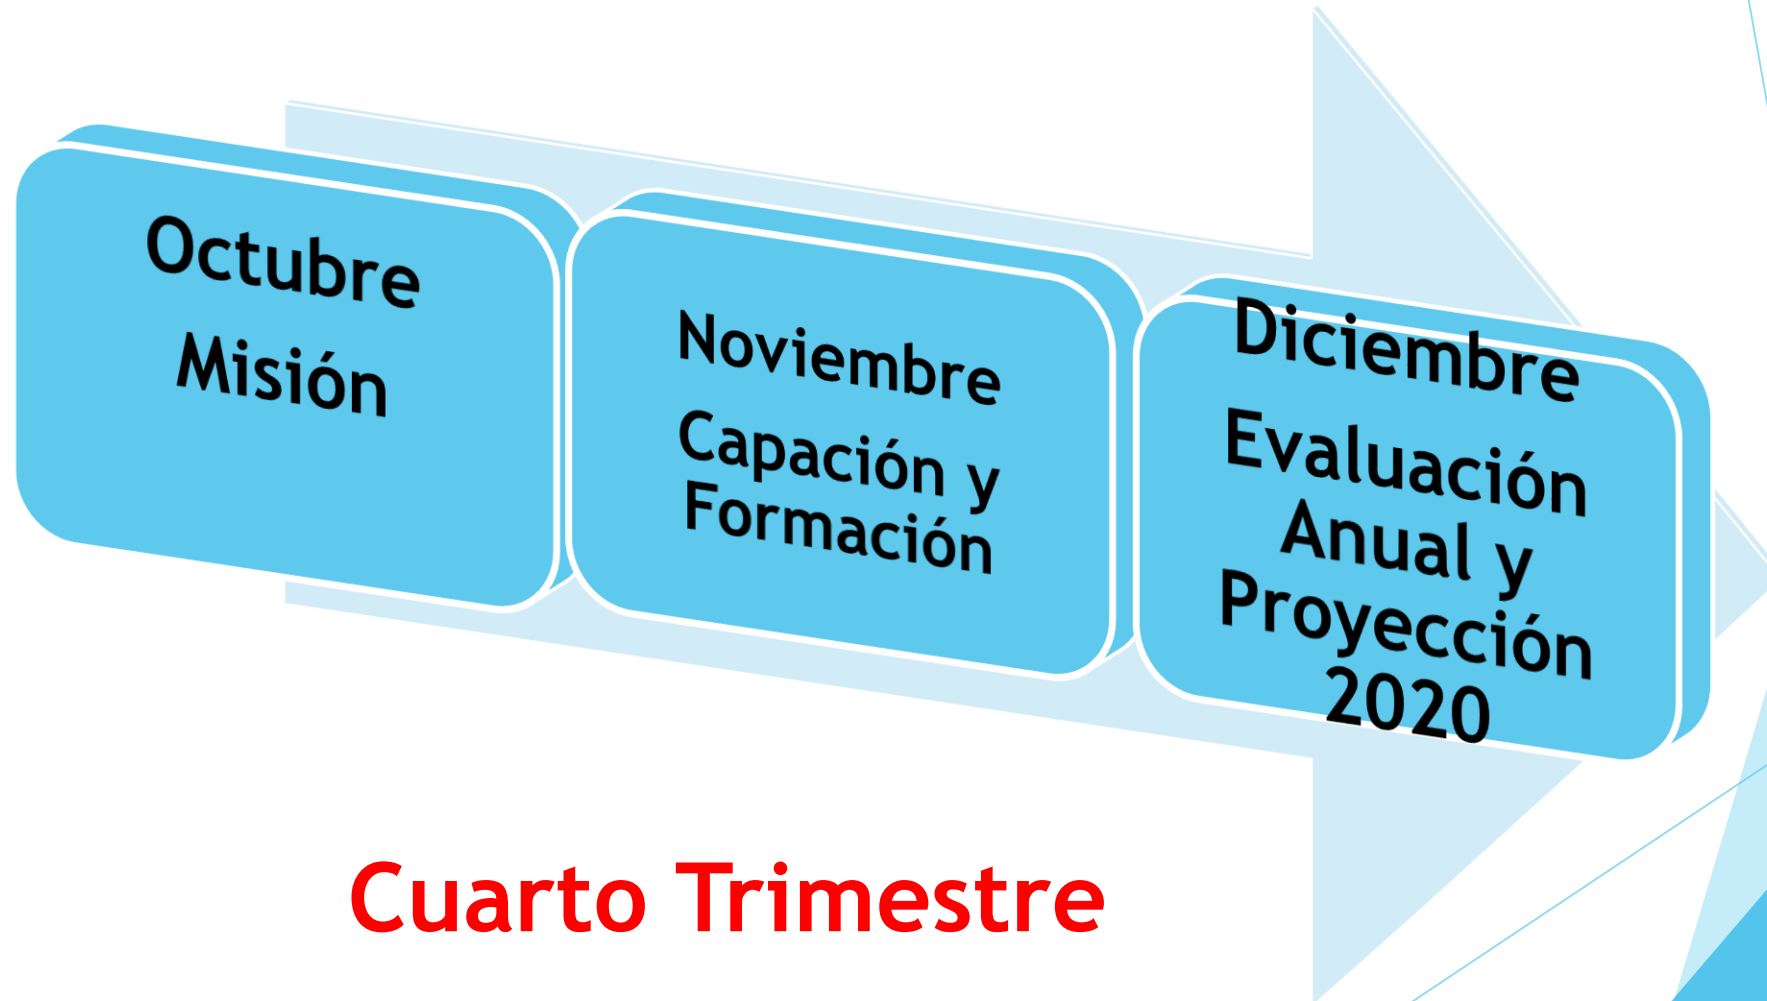 Octubre
Misión
Noviembre
Capación y
Formación
Diciembre
Evaluación
Anual y
Proyección
2020
Cuarto Trimestre